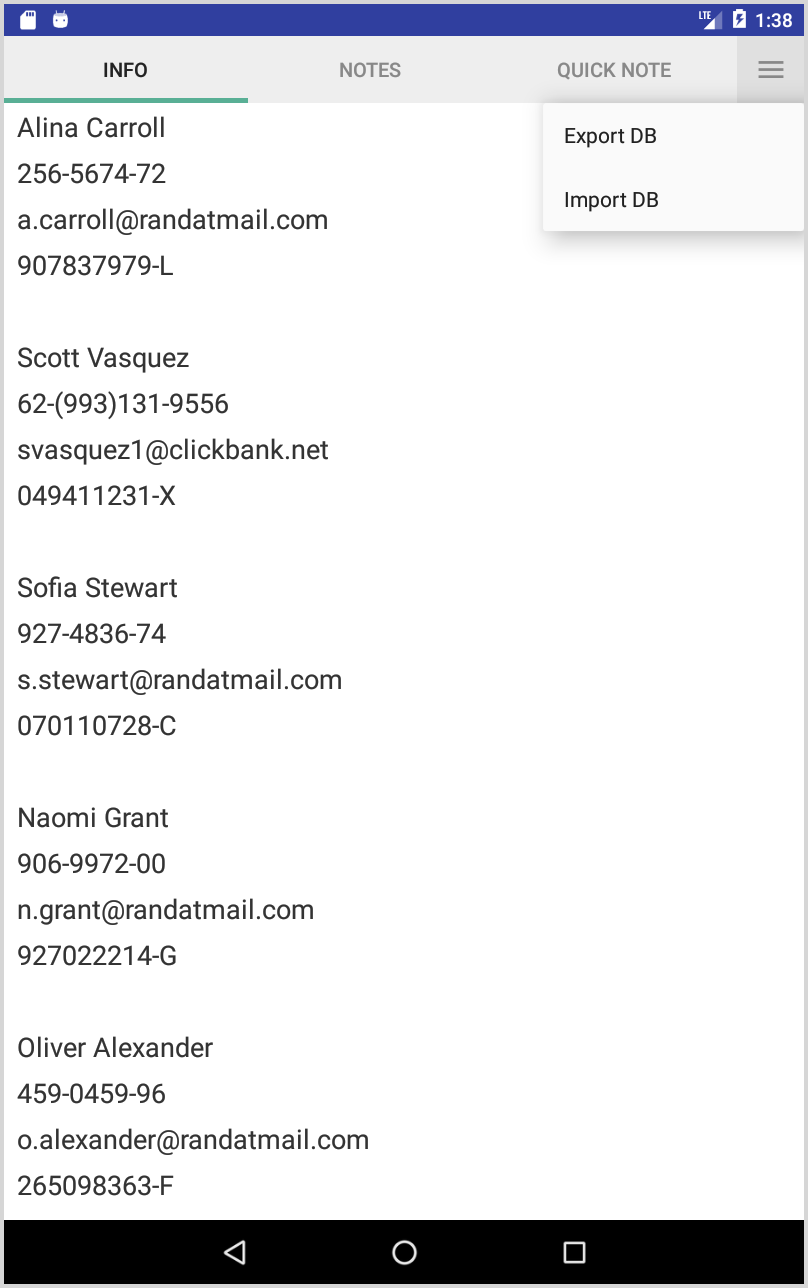 LTE 1:38
INFO NOTES QUICK NOTE
Export DB
Import DB
Alina Carroll
256-5674-72
a.carroll@randatmail.com
907837979-L
Scott Vasquez
62-(993)131-9556
svasquez1@clickbank.net
049411231-X
Sofia Stewart
927-4836-74
s.stewart@randatmail.com
070110728-C
Naomi Grant
906-9972-00
n.grant@randatmail.com
927022214-G
Oliver Alexander
459-0459-96
o.alexander@randatmail.com
265098363-F